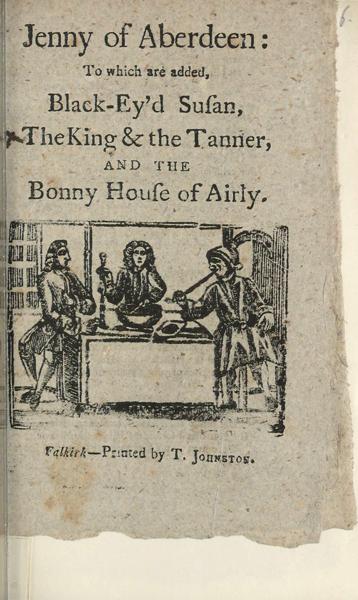 6.
Jenny of Aberdeen:
To which are added,
Black-Ey'd Suſan,
The King & the Tanner,
AND THE
Bonny Houſe of Airly.
Falkirk—Printed by T. JOHNSTON.